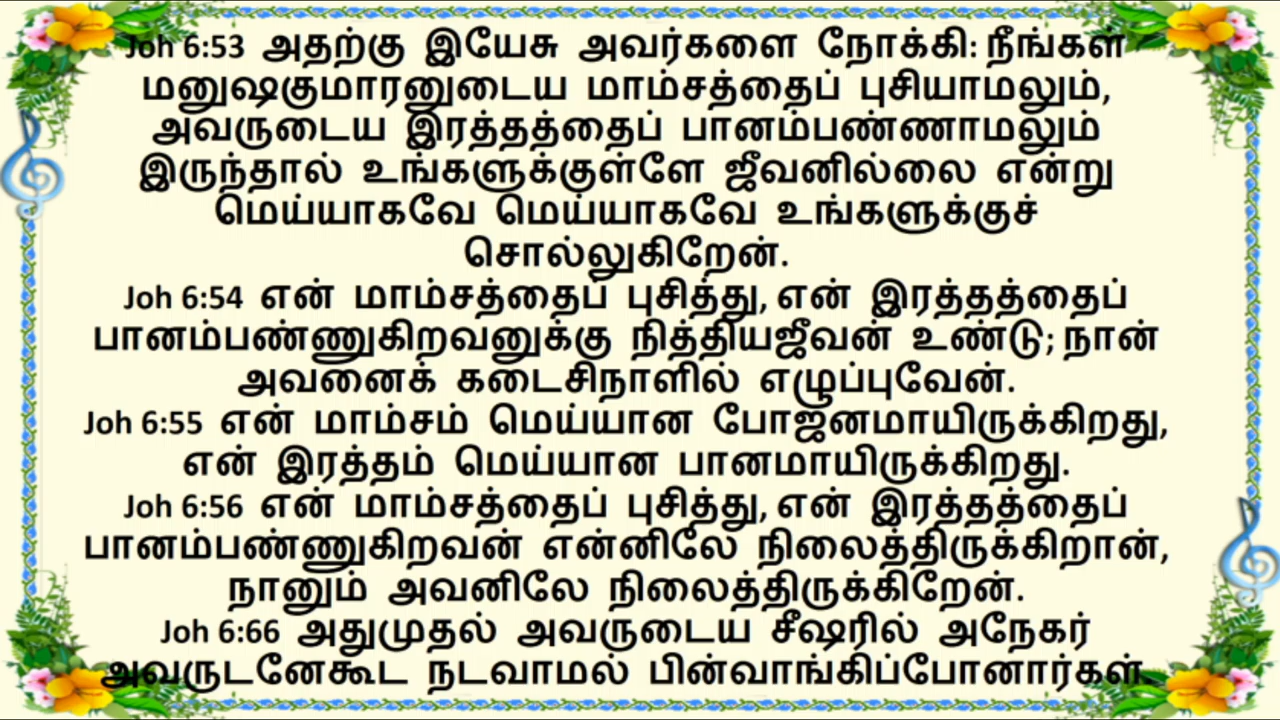 Joh 6:53 அதற்கு இயேசு அவர்களை நோக்கி: நீங்கள்
மனுஷகுமாரனுடைய மாம்சத்தைப் புசியாமலும்,
அவருடைய இரத்தத்தைப் பானம்பண்ணாமலும்
இருந்தால் உங்களுக்குள்ளே ஜீவனில்லை என்று
மெய்யாகவே மெய்யாகவே உங்களுக்குச்
சொல்லுகிறேன்.
Joh 6:54 என் மாம்சத்தைப் புசித்து, என் இரத்தத்தைப்
பானம்பண்ணுகிறவனுக்கு நித்தியஜீவன் உண்டு; நான்
அவனைக் கடைசிநாளில் எழுப்புவேன்.
Joh 6:55 என் மாம்சம் மெய்யான போஜனமாயிருக்கிறது,
என் இரத்தம் மெய்யான பானமாயிருக்கிறது.
Joh 6:56 என் மாம்சத்தைப் புசித்து, என் இரத்தத்தைப்
பானம்பண்ணுகிறவன் என்னிலே நிலைத்திருக்கிறான்,
நானும் அவனிலே நிலைத்திருக்கிறேன்.
Joh 6:66 அதுமுதல் அவருடைய சீஷரில் அநேகர்
அவருடனேகூட நடவாமல் பின்வாங்கிப்போனார்கள்.